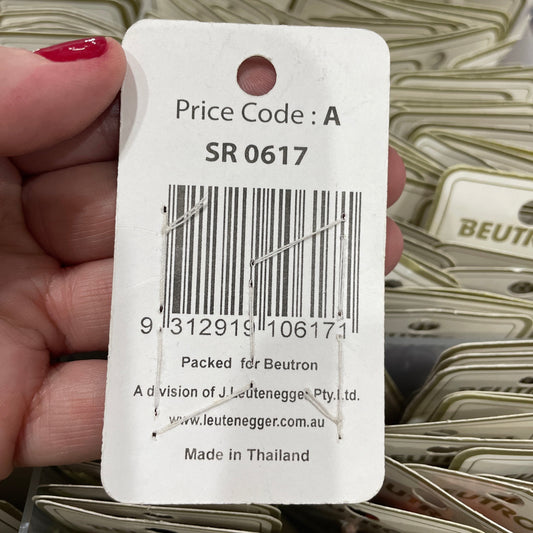 Price Code : A
SR 0617
9 312919 106171
Packed for Beutron
A division of J.Leutenegger Pty.Ltd.
www.leutenegger.com.au
Made in Thailand
BEUTRON
BEUTRON